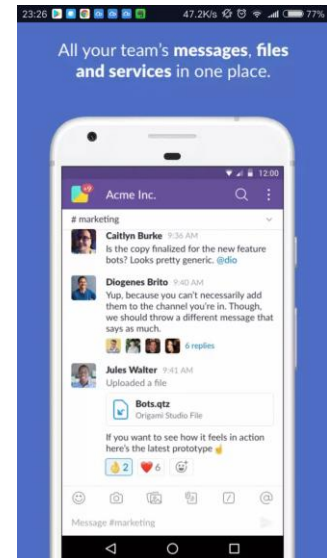 23:26 47.2K/s 77%
All your team's messages, files
and services in one place.
12:00
+9
Acme Inc.
# marketing
Caitlyn Burke 9:36 AM
Is the copy finalized for the new feature
bots? Looks pretty generic. @dio
Diogenes Brito 9:40 AM
Yup, because you can't necessarily add
them to the channel you're in. Though,
we should throw a different message that
says as much.
6 replies
Jules Walter 9:41 AM
Uploaded a file
Bots.qtz
Origami Studio File
If you want to see how it feels in action
here's the latest prototype ☝
👌 2 ❤ 6
Message #marketing